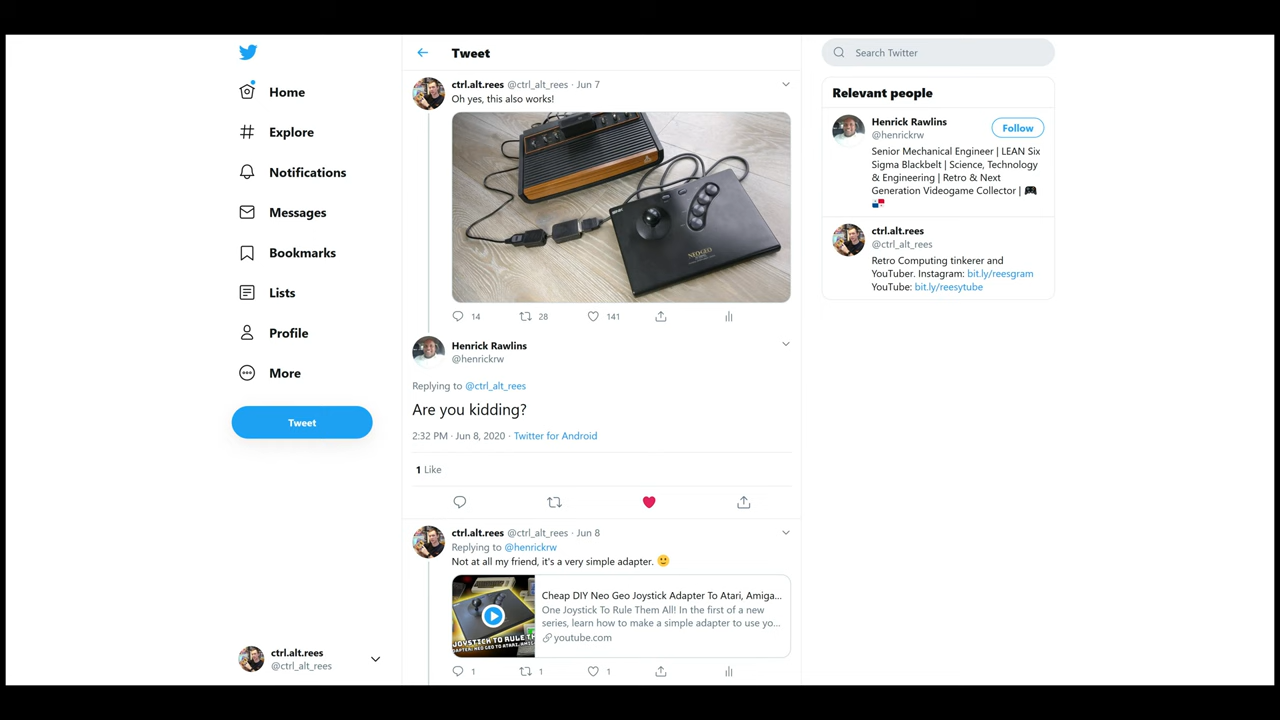 Home
Explore
Notifications
Messages
Bookmarks
Lists
Profile
More
Tweet
ctrl.alt.rees
@ctrl_alt_rees
Tweet
ctrl.alt.rees @ctrl_alt_rees · Jun 7
Oh yes, this also works!
NEO·GEO
14 28 141
Henrick Rawlins
@henrickrw
Replying to @ctrl_alt_rees
Are you kidding?
2:32 PM · Jun 8, 2020 · Twitter for Android
1 Like
ctrl.alt.rees @ctrl_alt_rees · Jun 8
Replying to @henrickrw
Not at all my friend, it's a very simple adapter. 🙂
JOYSTICK TO RULE TH
Cheap DIY Neo Geo Joystick Adapter To Atari, Amiga...
One Joystick To Rule Them All! In the first of a new
series, learn how to make a simple adapter to use yo...
youtube.com
1 1 1
Search Twitter
Relevant people
Henrick Rawlins
@henrickrw
Follow
Senior Mechanical Engineer | LEAN Six
Sigma Blackbelt | Science, Technology
& Engineering | Retro & Next
Generation Videogame Collector | 🎮
🇵🇦
ctrl.alt.rees
@ctrl_alt_rees
Retro Computing tinkerer and
YouTuber. Instagram: bit.ly/reesgram
YouTube: bit.ly/reesytube